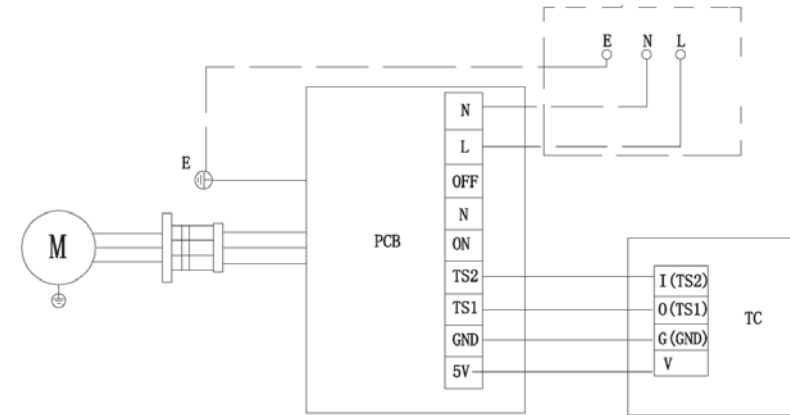 E N L
N
L
E
OFF
N
M
PCB
ON
TS2
I(TS2)
TS1
O(TS1)
TC
GND
G(GND)
5V
V